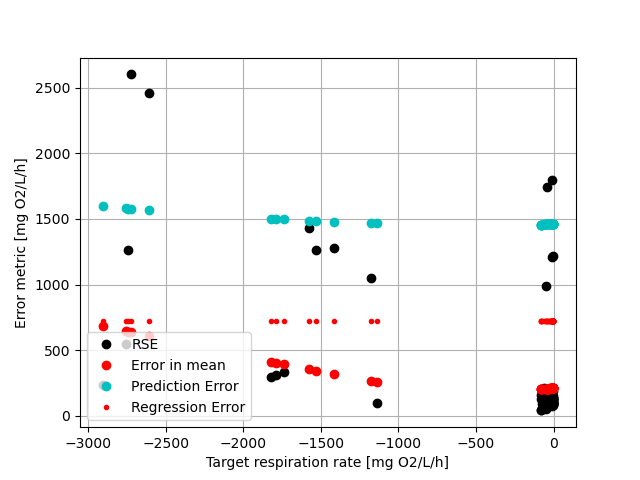 2500
2000
1500
1000
500
0
Error metric [mg O2/L/h]
RSE
Error in mean
Prediction Error
Regression Error
−3000 −2500 −2000 −1500 −1000 −500 0
Target respiration rate [mg O2/L/h]